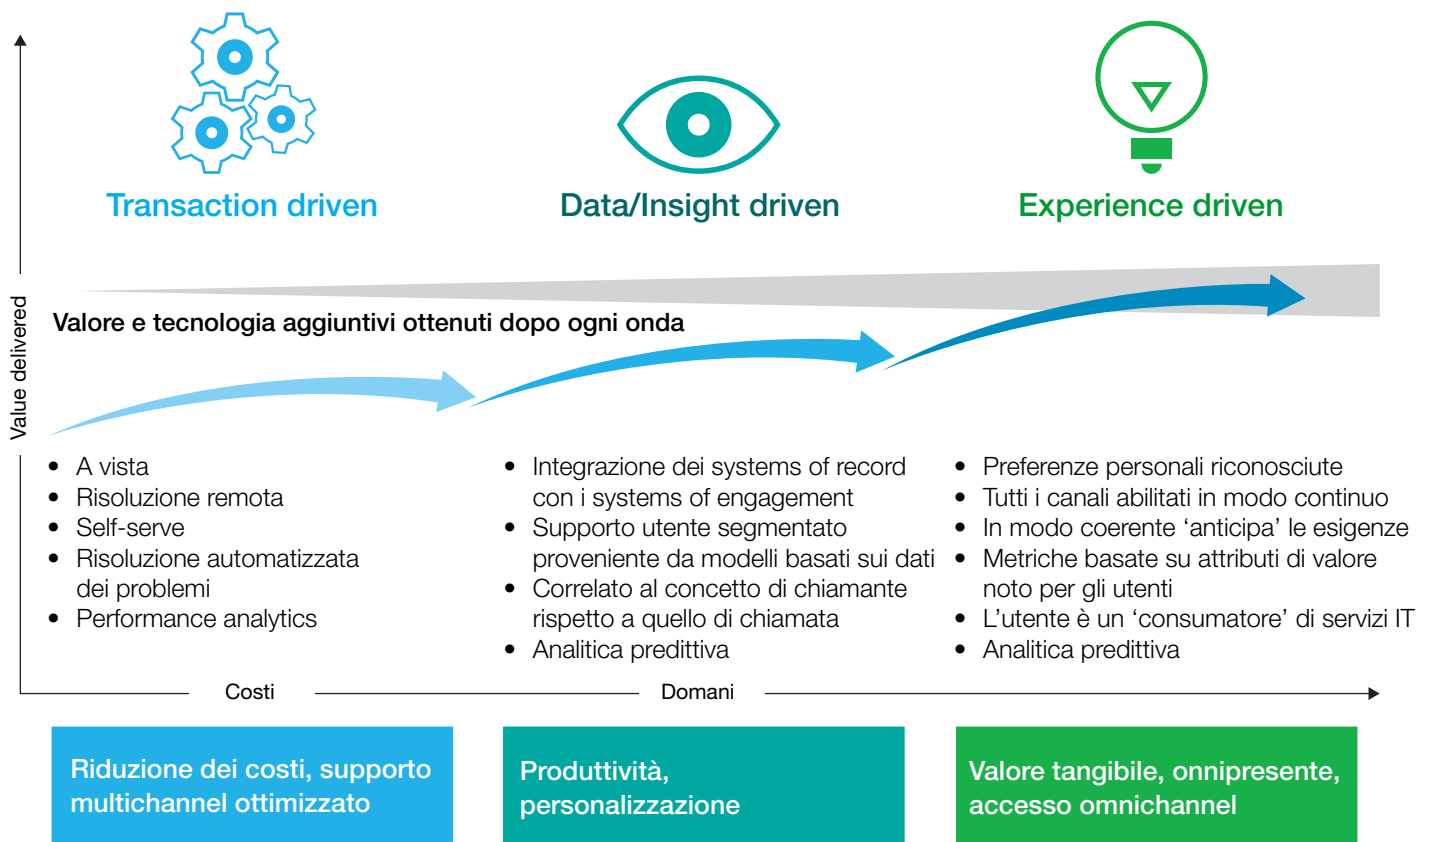 Transaction driven
Data/Insight driven
Experience driven
Value delivered
Valore e tecnologia aggiuntivi ottenuti dopo ogni onda
• A vista
• Risoluzione remota
• Self-serve
• Risoluzione automatizzata
dei problemi
• Performance analytics
• Integrazione dei systems of record
con i systems of engagement
• Supporto utente segmentato
proveniente da modelli basati sui dati
• Correlato al concetto di chiamante
rispetto a quello di chiamata
• Analitica predittiva
• Preferenze personali riconosciute
• Tutti i canali abilitati in modo continuo
• In modo coerente ‘anticipa’ le esigenze
• Metriche basate su attributi di valore
noto per gli utenti
• L’utente è un ‘consumatore’ di servizi IT
• Analitica predittiva
Costi
Domani
Riduzione dei costi, supporto
multichannel ottimizzato
Produttività,
personalizzazione
Valore tangibile, onnipresente,
accesso omnichannel